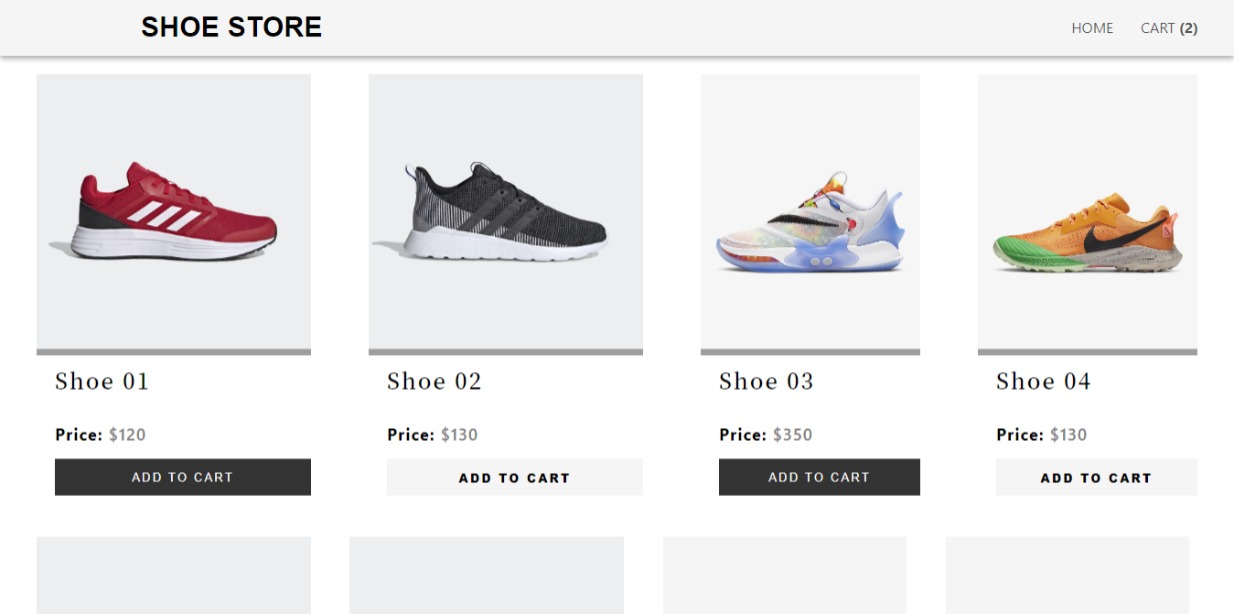 SHOE STORE
HOME CART (2)
Shoe 01
Price: $120
ADD TO CART
Shoe 02
Price: $130
ADD TO CART
Shoe 03
Price: $350
ADD TO CART
Shoe 04
Price: $130
ADD TO CART